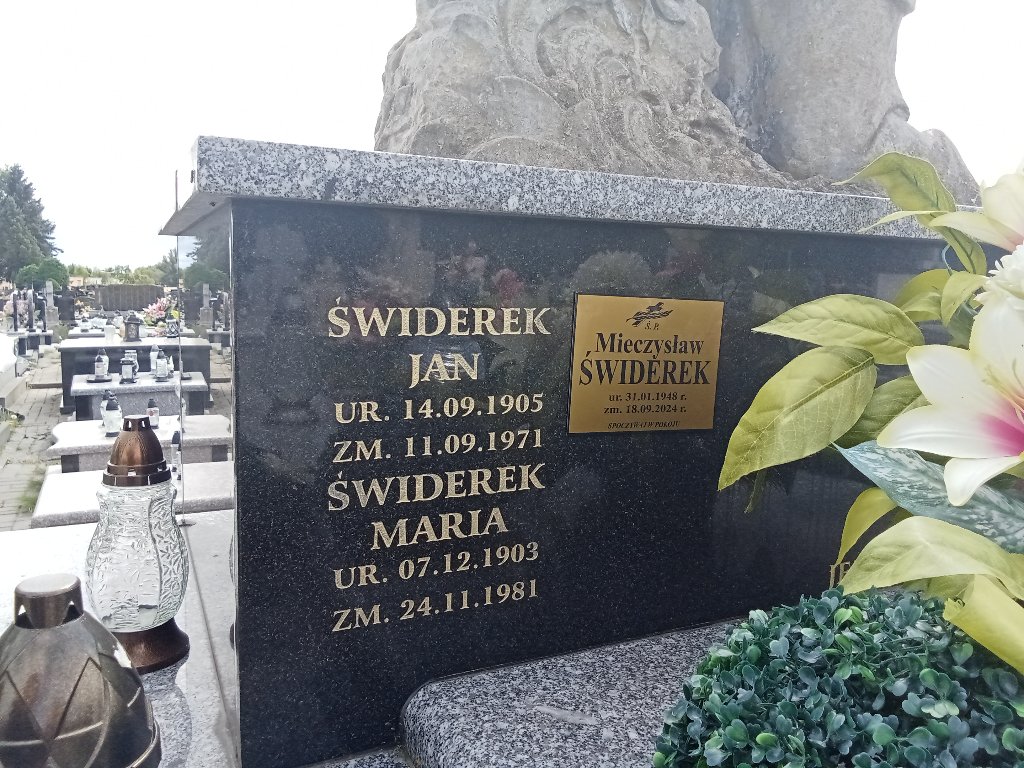 ŚWIDEREK
JAN
UR. 14.09.1905
ZM. 11.09.1971
ŚWIDEREK
MARIA
UR. 07.12.1903
ZM. 24.11.1981
Ś. P.
Mieczysław
ŚWIDEREK
ur. 31.01.1948 r.
zm. 18.09.2024 r.
SPOCZYWAJ W POKOJU